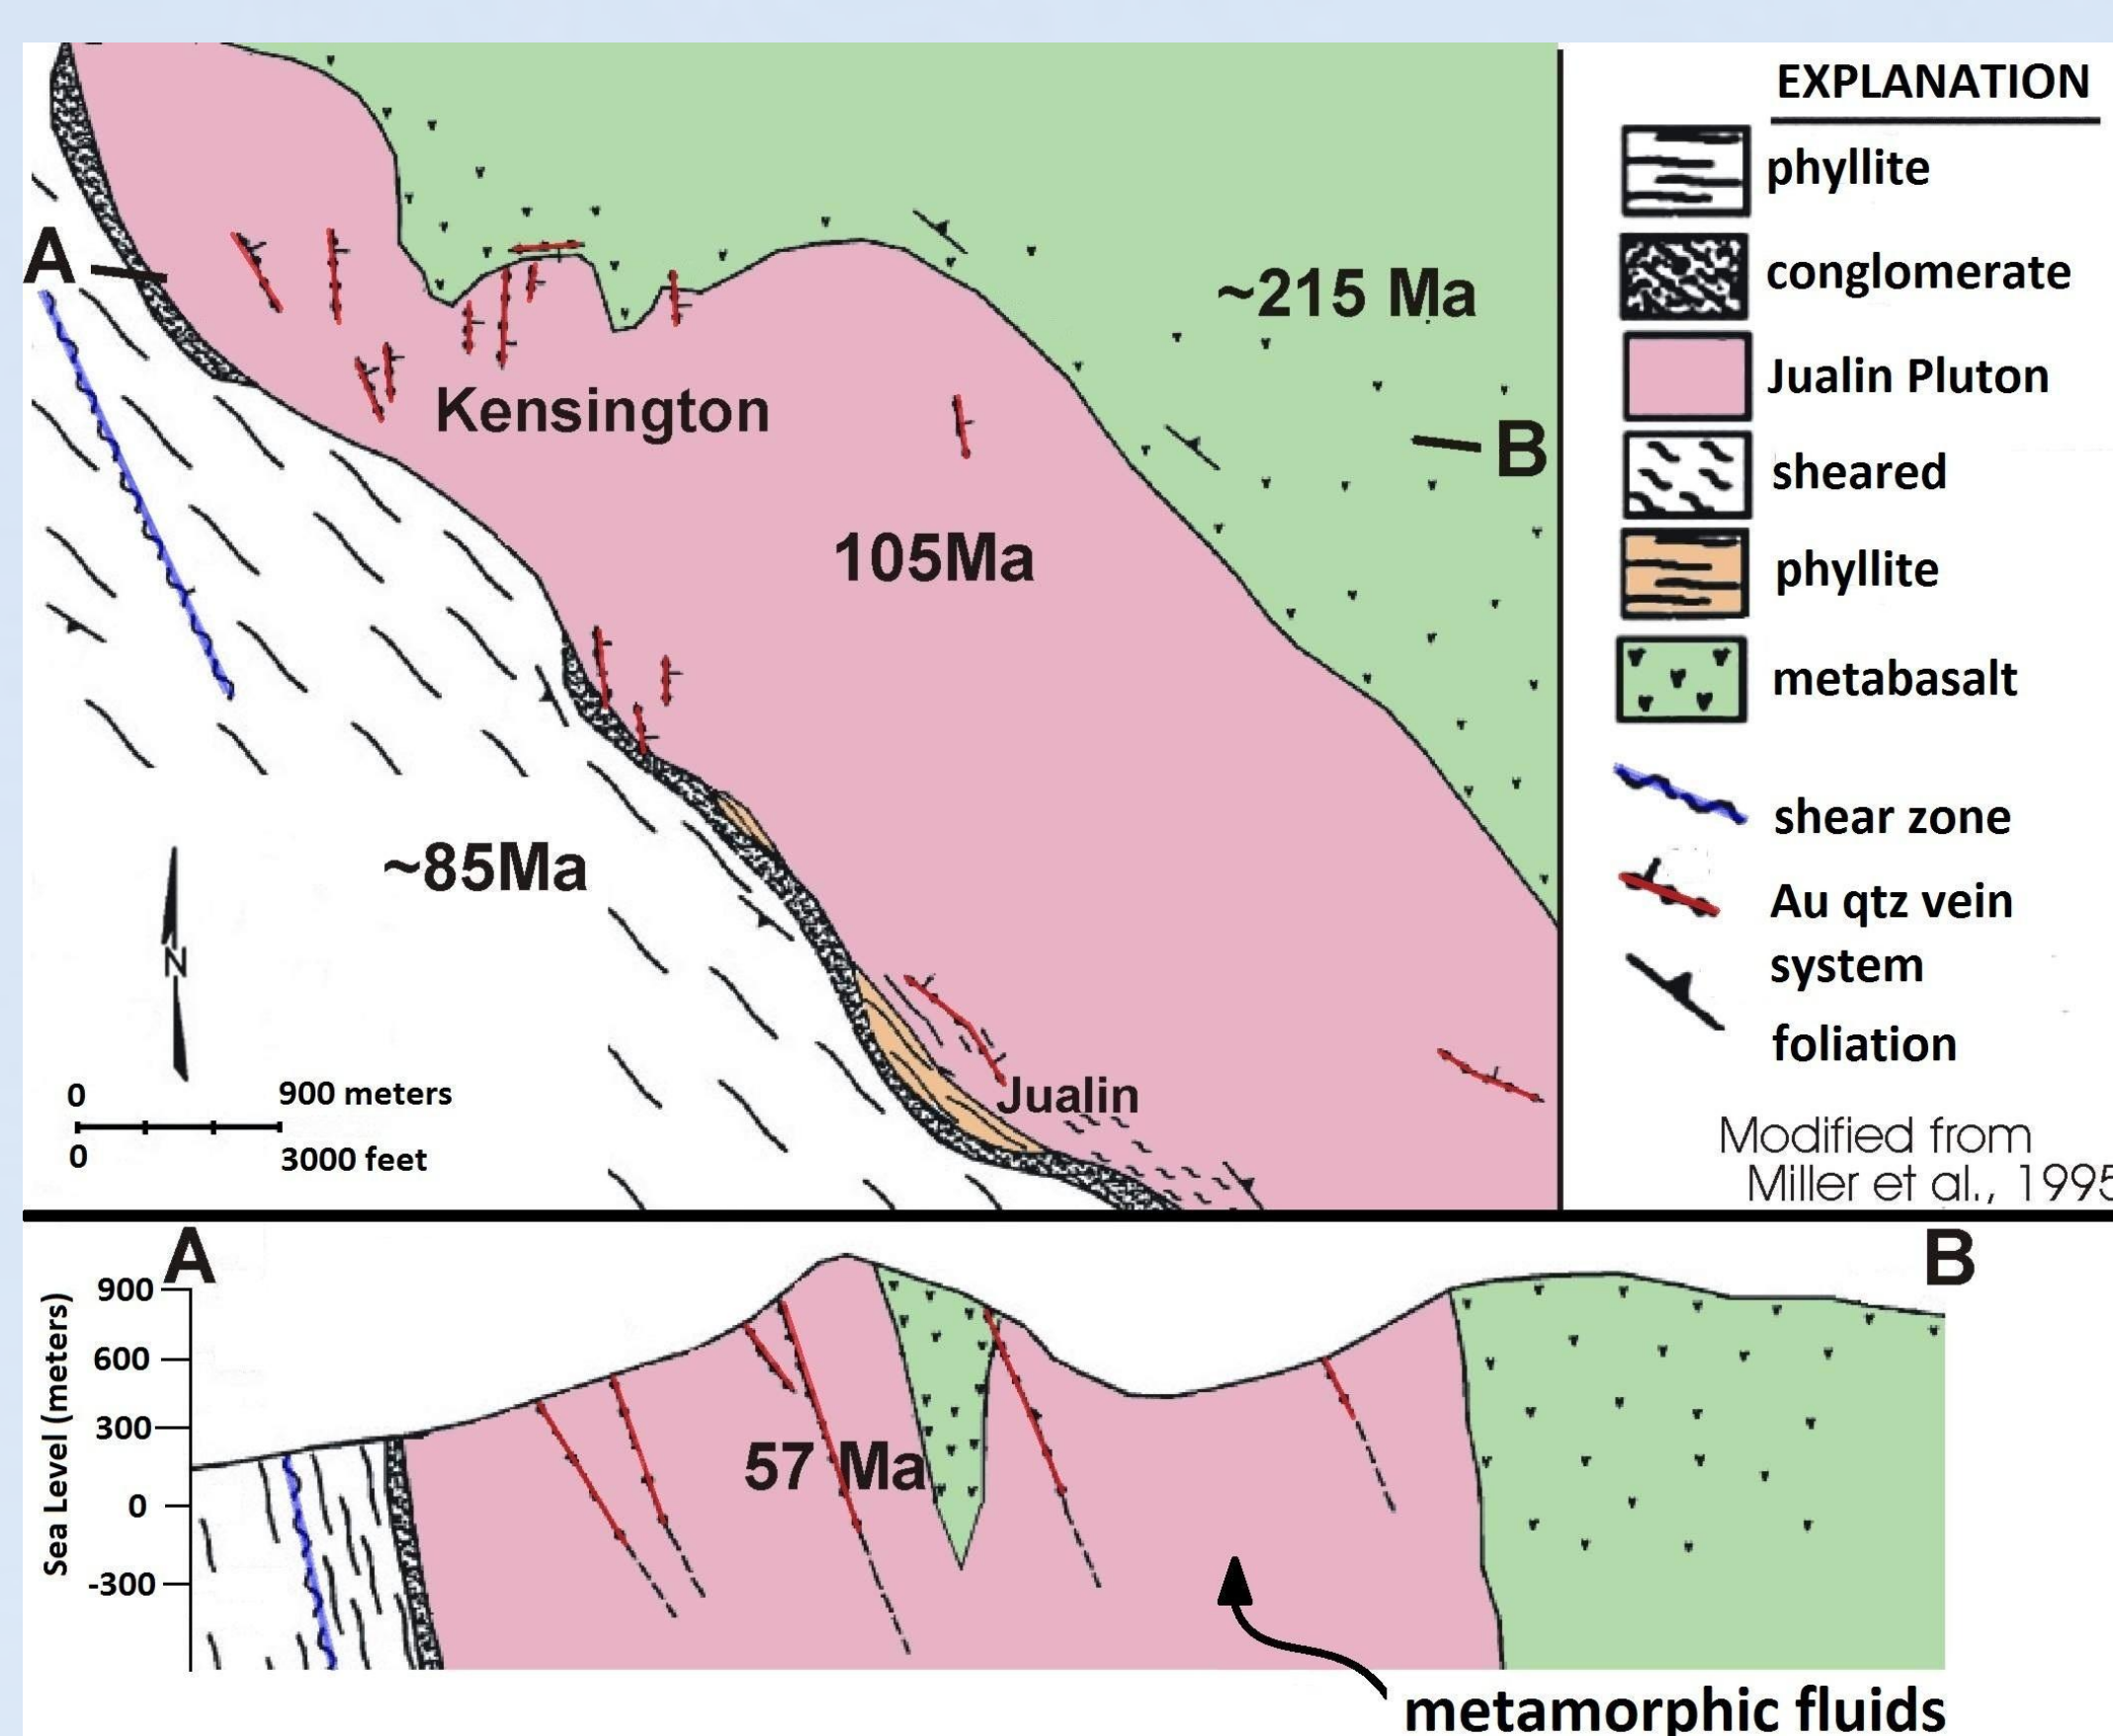 EXPLANATION
phyllite
conglomerate
Jualin Pluton
sheared
phyllite
metabasalt
shear zone
Au qtz vein
system
foliation
Modified from
Miller et al., 1995
A
~215 Ma
Kensington
B
105Ma
~85Ma
N
Jualin
0 900 meters
0 3000 feet
A
B
Sea Level (meters)
900
600
300
0
-300
57 Ma
metamorphic fluids